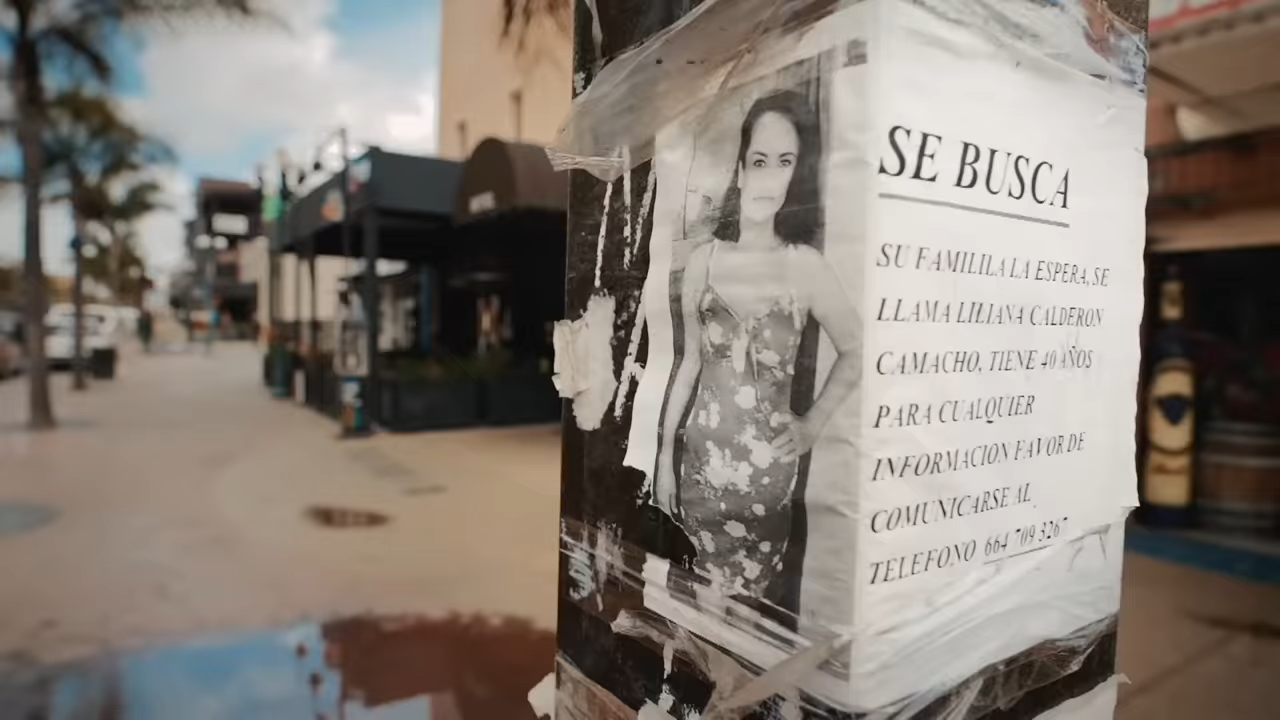 SE BUSCA
SU FAMILILA LA ESPERA, SE
LLAMA LILIANA CALDERON
CAMACHO, TIENE 40 AÑOS
PARA CUALQUIER
INFORMACION FAVOR DE
COMUNICARSE AL
TELEFONO 664 709 3267